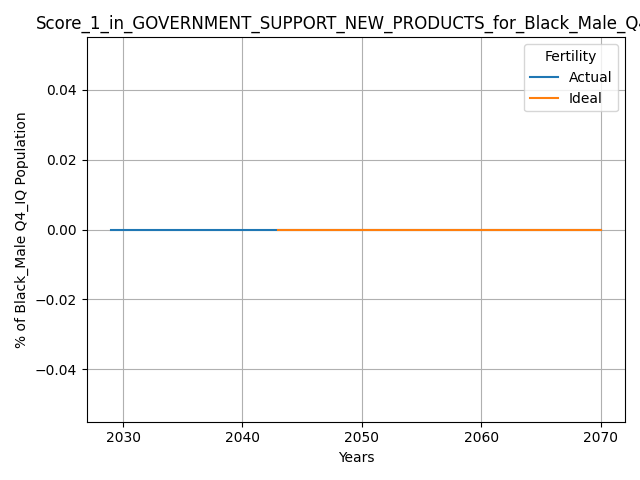 Score_1_in_GOVERNMENT_SUPPORT_NEW_PRODUCTS_for_Black_Male_Q4
Fertility
Actual
Ideal
% of Black_Male Q4_IQ Population
0.04
0.02
0.00
−0.02
−0.04
2030 2040 2050 2060 2070
Years